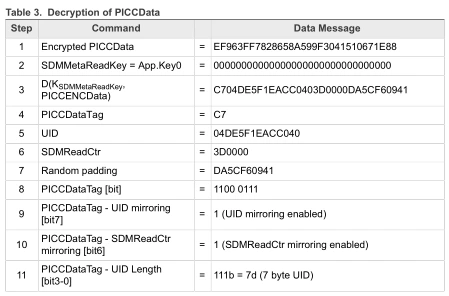 Table 3. Decryption of PICCData
Step Command Data Message
1 Encrypted PICCData = EF963FF7828658A599F3041510671E88
2 SDMMetaReadKey = App.Key0 = 00000000000000000000000000000000
3 D(KSDMMetaReadKey, PICCENCData) = C704DE5F1EACC0403D0000DA5CF60941
4 PICCDataTag = C7
5 UID = 04DE5F1EACC040
6 SDMReadCtr = 3D0000
7 Random padding = DA5CF60941
8 PICCDataTag [bit] = 1100 0111
9 PICCDataTag - UID mirroring [bit7] = 1 (UID mirroring enabled)
10 PICCDataTag - SDMReadCtr mirroring [bit6] = 1 (SDMReadCtr mirroring enabled)
11 PICCDataTag - UID Length [bit3-0] = 111b = 7d (7 byte UID)